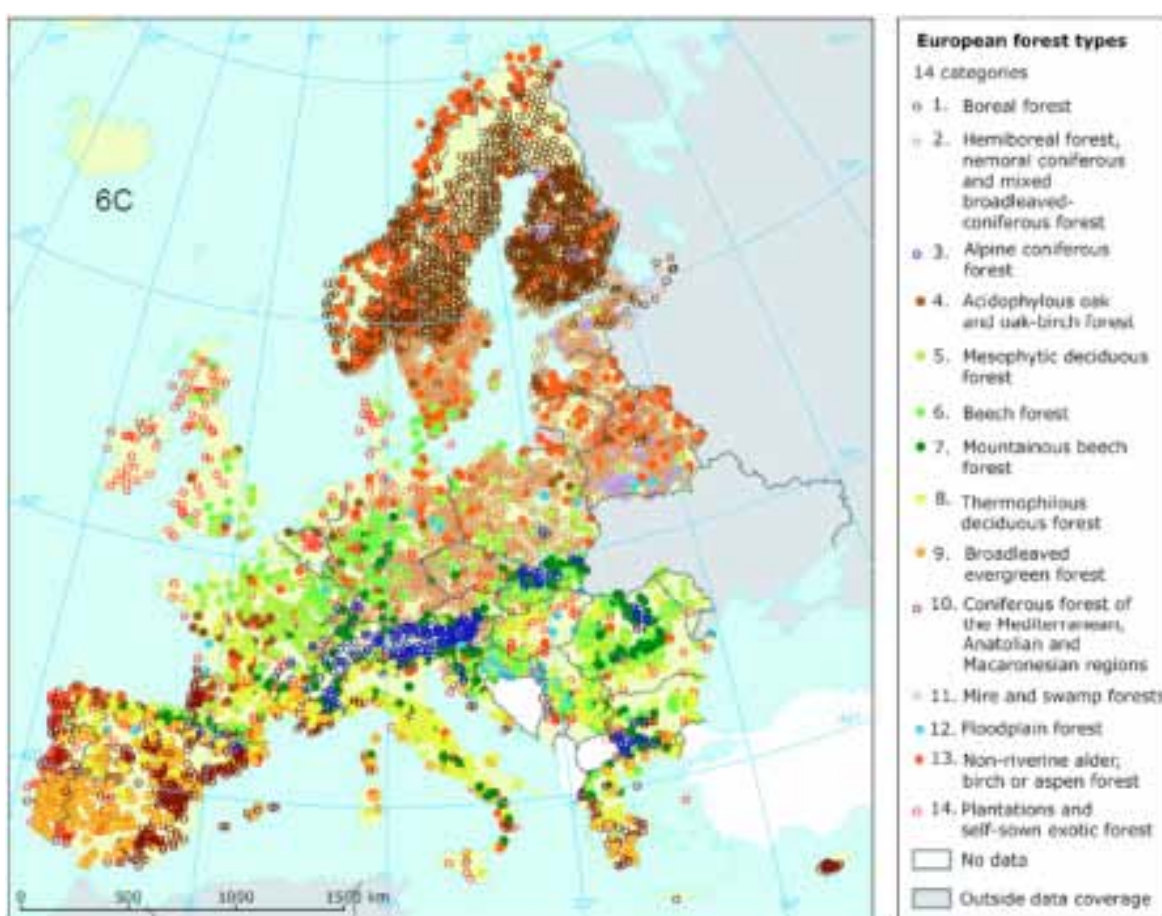 6C
0 500 1000 1500 km
European forest types
14 categories
1. Boreal forest
2. Hemiboreal forest,
nemoral coniferous
and mixed
broadleaved-
coniferous forest
3. Alpine coniferous
forest
4. Acidophylous oak
and oak-birch forest
5. Mesophytic deciduous
forest
6. Beech forest
7. Mountainous beech
forest
8. Thermophilous
deciduous forest
9. Broadleaved
evergreen forest
10. Coniferous forest of
the Mediterranean,
Anatolian and
Macaronesian regions
11. Mire and swamp forests
12. Floodplain forest
13. Non-riverine alder,
birch or aspen forest
14. Plantations and
self-sown exotic forest
No data
Outside data coverage